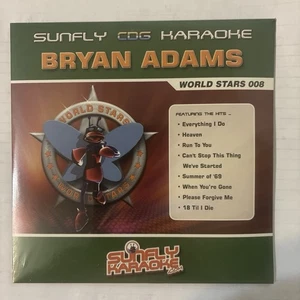 SUNFLY CDG KARAOKE
BRYAN ADAMS
WORLD STARS 008
WORLD STARS
FEATURING THE HITS ...
• Everything I Do
• Heaven
• Run To You
• Can't Stop This Thing
We've Started
• Summer of '69
• When You're Gone
• Please Forgive Me
• 18 Til I Die
SUNFLY
KARAOKE